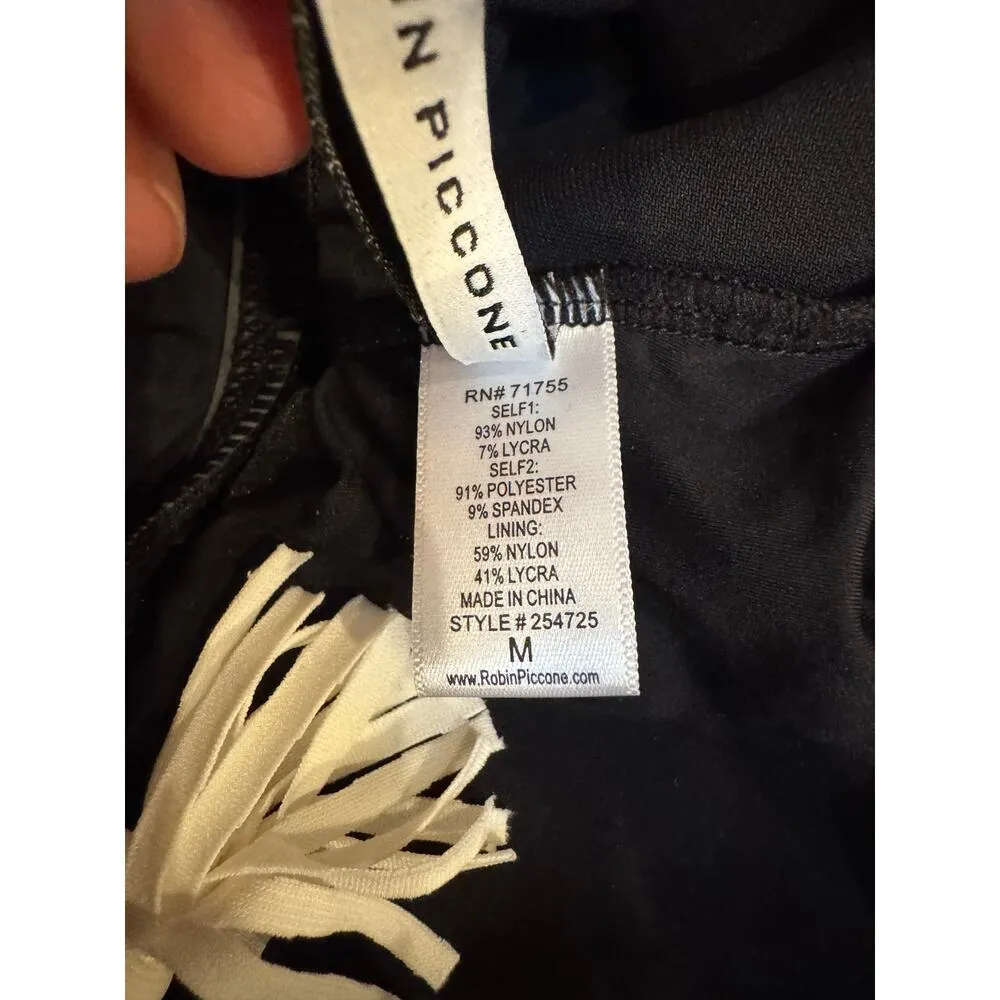 PICCONE
RN# 71755
SELF1:
93% NYLON
7% LYCRA
SELF2:
91% POLYESTER
9% SPANDEX
LINING:
59% NYLON
41% LYCRA
MADE IN CHINA
STYLE # 254725
M
www.RobinPiccone.com